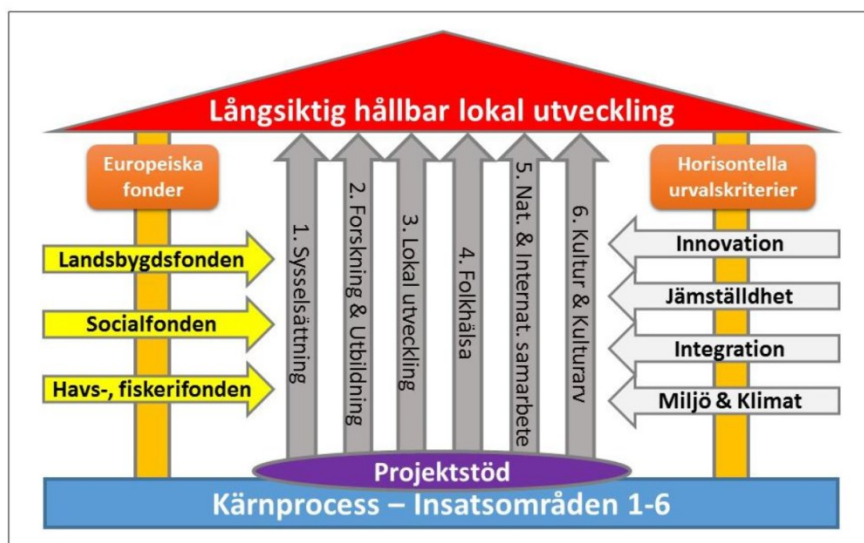 Långsiktig hållbar lokal utveckling
Europeiska
fonder
Horisontella
urvalskriterier
Landsbygdsfonden
Socialfonden
Havs-, fiskerifonden
1. Sysselsättning
2. Forskning & Utbildning
3. Lokal utveckling
4. Folkhälsa
5. Nat. & Internat. samarbete
6. Kultur & Kulturarv
Innovation
Jämställdhet
Integration
Miljö & Klimat
Projektstöd
Kärnprocess – Insatsområden 1-6